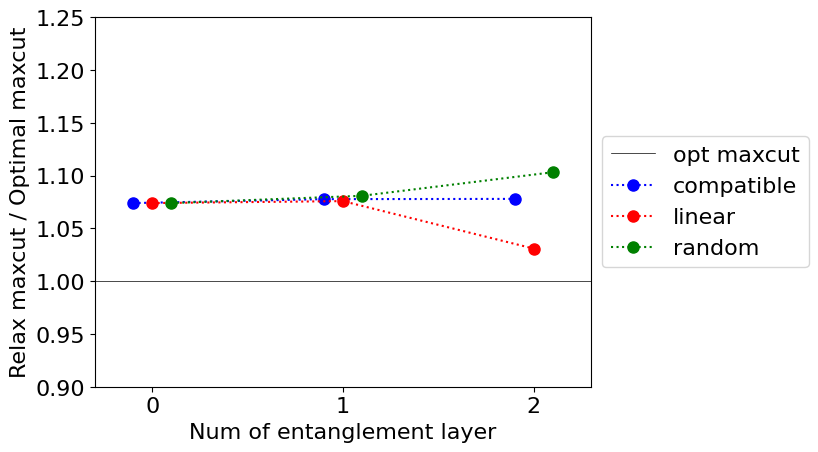 Relax maxcut / Optimal maxcut
1.25
1.20
1.15
1.10
1.05
1.00
0.95
0.90
0
1
2
Num of entanglement layer
opt maxcut
compatible
linear
random